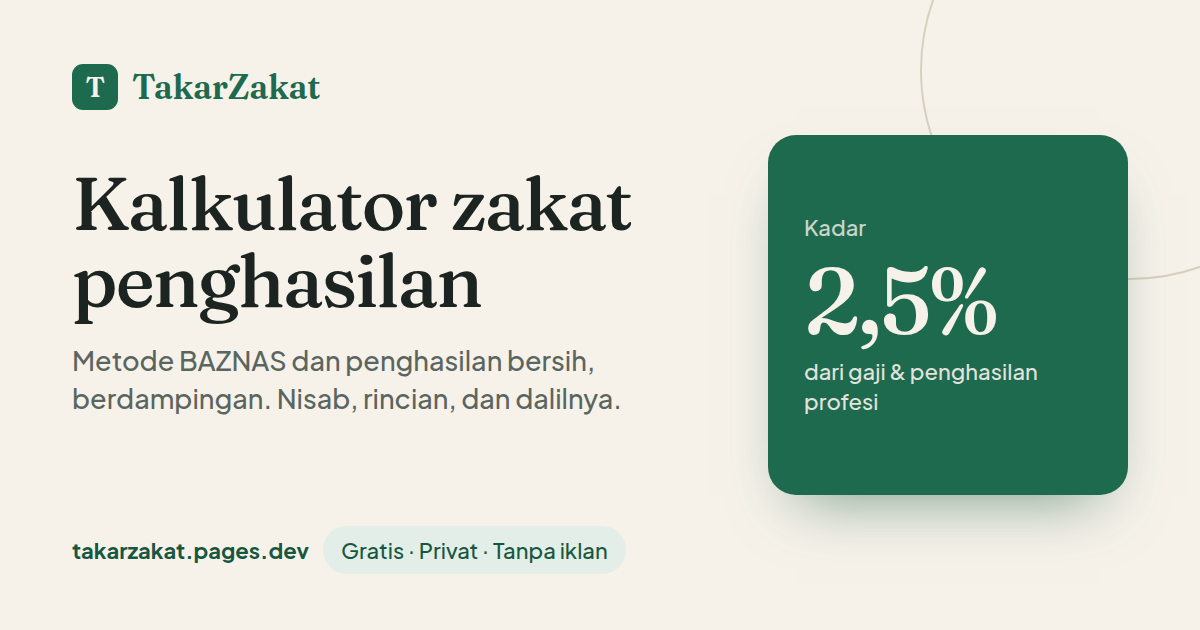 T
TakarZakat
Kalkulator zakat
penghasilan
Metode BAZNAS dan penghasilan bersih,
berdampingan. Nisab, rincian, dan dalilnya.
takarzakat.pages.dev
Gratis · Privat · Tanpa iklan
Kadar
2,5%
dari gaji & penghasilan
profesi